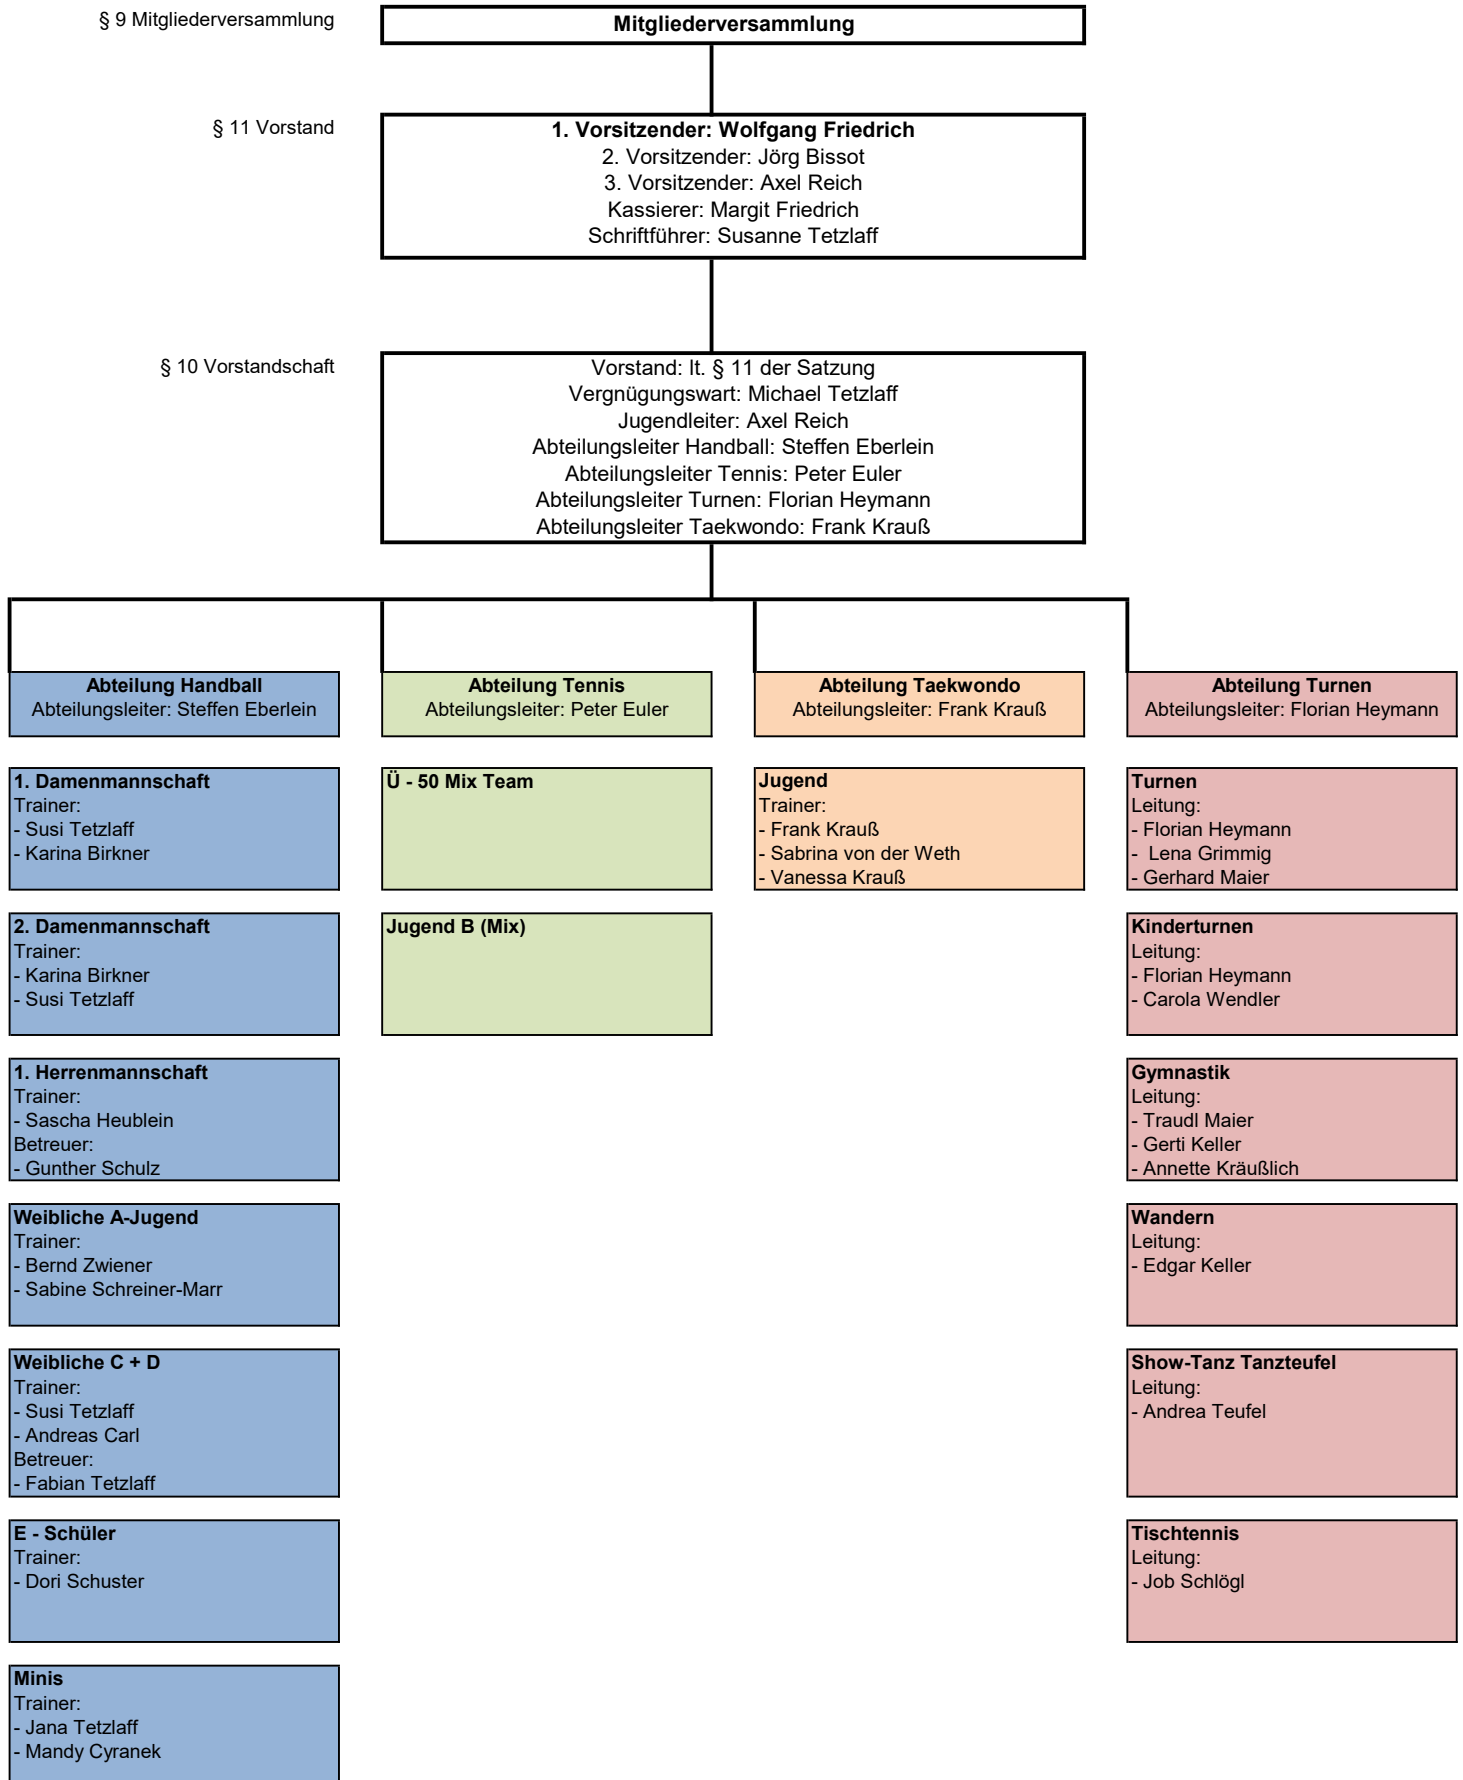 § 9 Mitgliederversammlung
Mitgliederversammlung
§ 11 Vorstand
1. Vorsitzender: Wolfgang Friedrich
2. Vorsitzender: Jörg Bissot
3. Vorsitzender: Axel Reich
Kassierer: Margit Friedrich
Schriftführer: Susanne Tetzlaff
§ 10 Vorstandschaft
Vorstand: lt. § 11 der Satzung
Vergnügungswart: Michael Tetzlaff
Jugendleiter: Axel Reich
Abteilungsleiter Handball: Steffen Eberlein
Abteilungsleiter Tennis: Peter Euler
Abteilungsleiter Turnen: Florian Heymann
Abteilungsleiter Taekwondo: Frank Krauß
Abteilung Handball
Abteilungsleiter: Steffen Eberlein
1. Damenmannschaft
Trainer:
- Susi Tetzlaff
- Karina Birkner
2. Damenmannschaft
Trainer:
- Karina Birkner
- Susi Tetzlaff
1. Herrenmannschaft
Trainer:
- Sascha Heublein
Betreuer:
- Gunther Schulz
Weibliche A-Jugend
Trainer:
- Bernd Zwiener
- Sabine Schreiner-Marr
Weibliche C + D
Trainer:
- Susi Tetzlaff
- Andreas Carl
Betreuer:
- Fabian Tetzlaff
E - Schüler
Trainer:
- Dori Schuster
Minis
Trainer:
- Jana Tetzlaff
- Mandy Cyranek
Abteilung Tennis
Abteilungsleiter: Peter Euler
Ü - 50 Mix Team
Jugend B (Mix)
Abteilung Taekwondo
Abteilungsleiter: Frank Krauß
Jugend
Trainer:
- Frank Krauß
- Sabrina von der Weth
- Vanessa Krauß
Abteilung Turnen
Abteilungsleiter: Florian Heymann
Turnen
Leitung:
- Florian Heymann
-  Lena Grimmig
- Gerhard Maier
Kinderturnen
Leitung:
- Florian Heymann
- Carola Wendler
Gymnastik
Leitung:
- Traudl Maier
- Gerti Keller
- Annette Kräußlich
Wandern
Leitung:
- Edgar Keller
Show-Tanz Tanzteufel
Leitung:
- Andrea Teufel
Tischtennis
Leitung:
- Job Schlögl